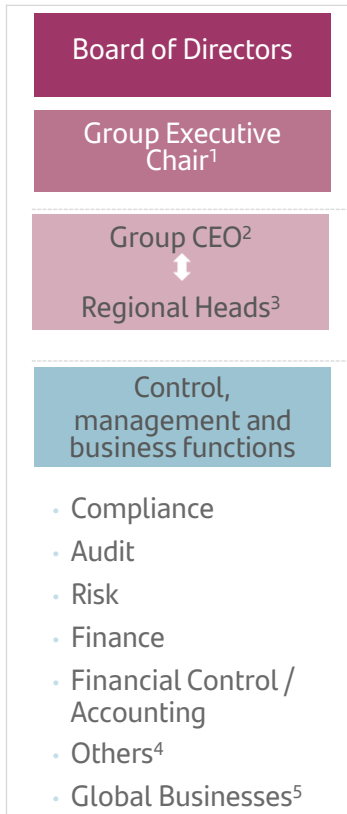 Board of Directors
Group Executive
Chair¹
Group CEO²
Regional Heads³
Control,
management and
business functions
• Compliance
• Audit
• Risk
• Finance
• Financial Control /
Accounting
• Others⁴
• Global Businesses⁵